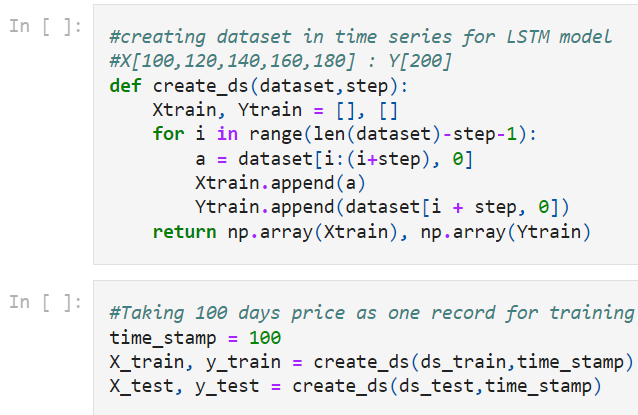 In [ ]:
#creating dataset in time series for LSTM model
#X[100,120,140,160,180] : Y[200]
def create_ds(dataset,step):
    Xtrain, Ytrain = [], []
    for i in range(len(dataset)-step-1):
        a = dataset[i:(i+step), 0]
        Xtrain.append(a)
        Ytrain.append(dataset[i + step, 0])
    return np.array(Xtrain), np.array(Ytrain)
In [ ]:
#Taking 100 days price as one record for training
time_stamp = 100
X_train, y_train = create_ds(ds_train,time_stamp)
X_test, y_test = create_ds(ds_test,time_stamp)